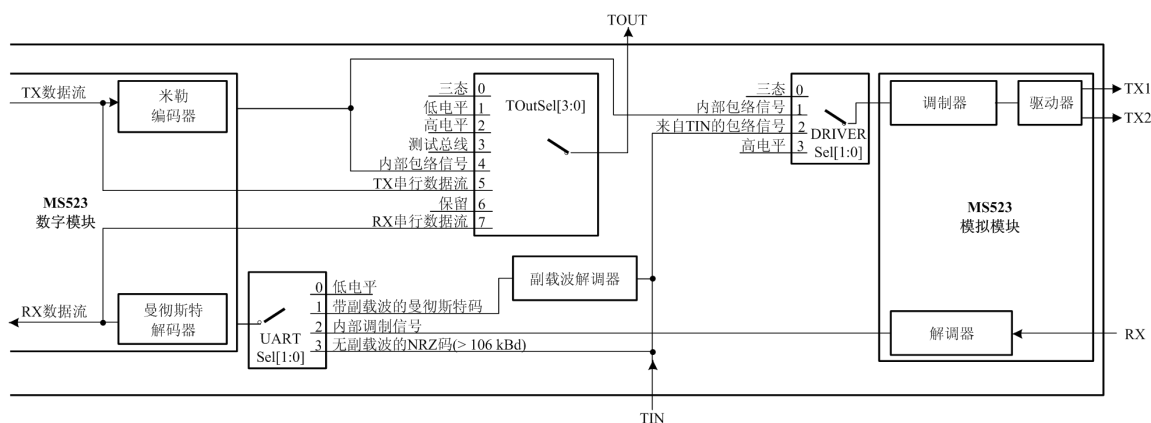 TOUT
TX数据流
米勒
编码器
三态 0
低电平 1
高电平 2
测试总线 3
内部包络信号 4
TX串行数据流 5
保留 6
RX串行数据流 7
TOutSel[3:0]
三态 0
内部包络信号 1
来自TIN的包络信号 2
高电平 3
DRIVER
Sel[1:0]
调制器
驱动器
TX1
TX2
MS523
数字模块
MS523
模拟模块
RX数据流
曼彻斯特
解码器
UART
Sel[1:0]
0 低电平
1 带副载波的曼彻斯特码
2 内部调制信号
3 无副载波的NRZ码(> 106 kBd)
副载波解调器
解调器
RX
TIN